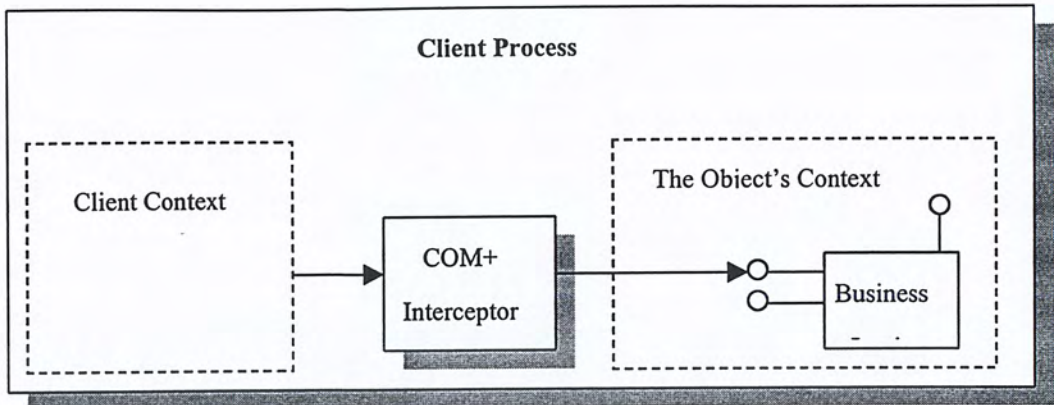 Client Process
Client Context
The Object's Context
COM+
Interceptor
Business